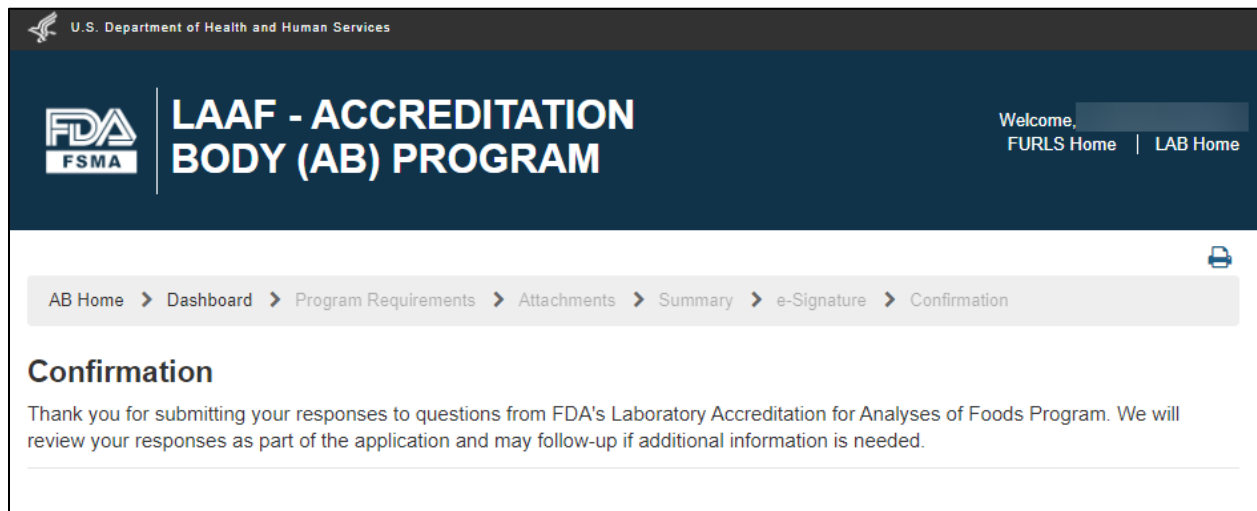 U.S. Department of Health and Human Services
FDA
FSMA
LAAF - ACCREDITATION
BODY (AB) PROGRAM
Welcome,
FURLS Home | LAB Home
AB Home > Dashboard > Program Requirements > Attachments > Summary > e-Signature > Confirmation
Confirmation
Thank you for submitting your responses to questions from FDA's Laboratory Accreditation for Analyses of Foods Program. We will
review your responses as part of the application and may follow-up if additional information is needed.